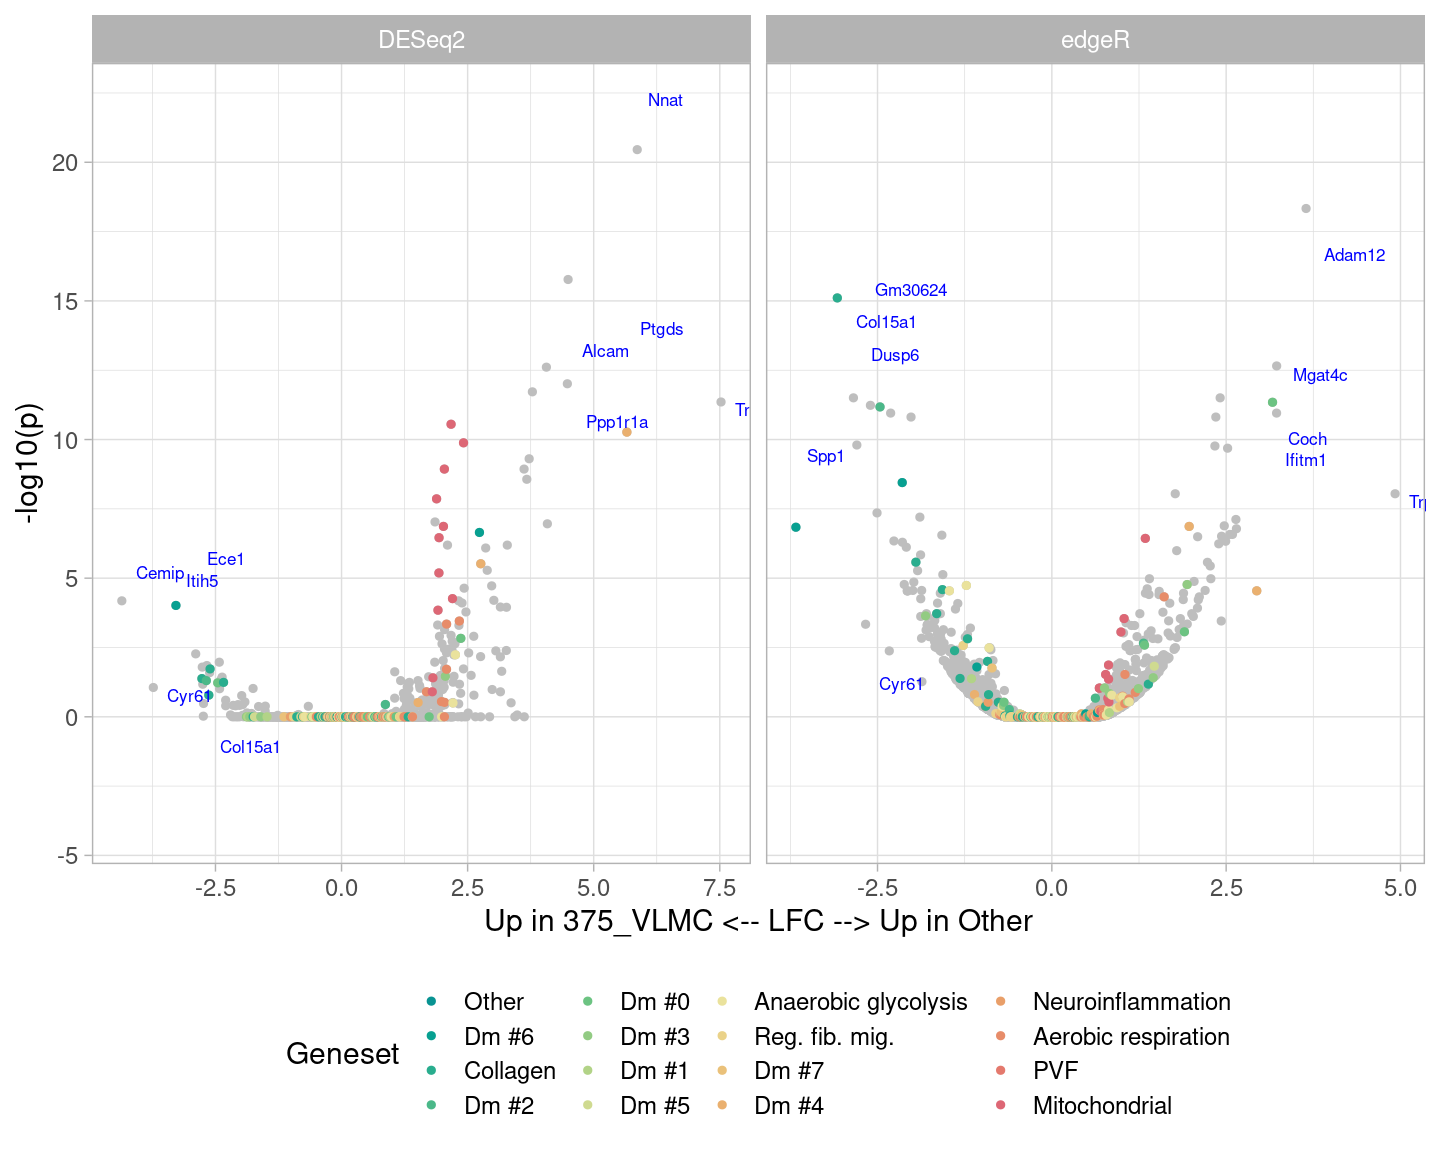 DESeq2
edgeR
Nnat
Ptgds
Alcam
Tr
Ppp1r1a
Ece1
Cemip
Itih5
Cyr61
Col15a1
Adam12
Gm30624
Col15a1
Dusp6
Mgat4c
Coch
Ifitm1
Spp1
Trp
Cyr61
20
15
10
5
0
-5
-log10(p)
-2.5 0.0 2.5 5.0 7.5
-2.5 0.0 2.5 5.0
Up in 375_VLMC <-- LFC --> Up in Other
Geneset
Other
Dm #6
Collagen
Dm #2
Dm #0
Dm #3
Dm #1
Dm #5
Anaerobic glycolysis
Reg. fib. mig.
Dm #7
Dm #4
Neuroinflammation
Aerobic respiration
PVF
Mitochondrial